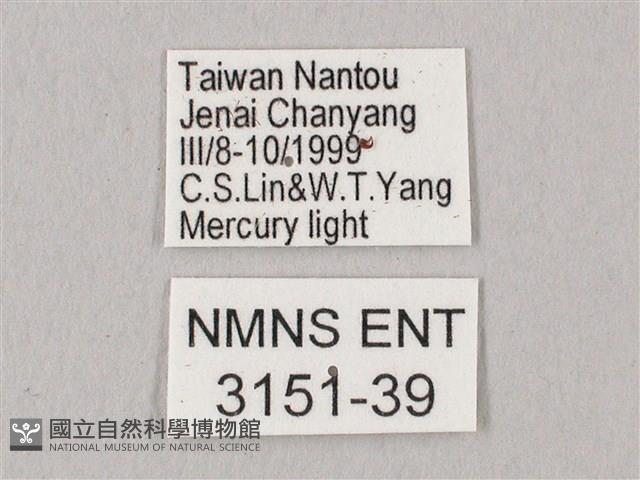 Taiwan Nantou
Jenai Chanyang
III/8-10/1999
C.S.Lin&W.T.Yang
Mercury light
NMNS ENT
3151-39
國立自然科學博物館
NATIONAL MUSEUM OF NATURAL SCIENCE